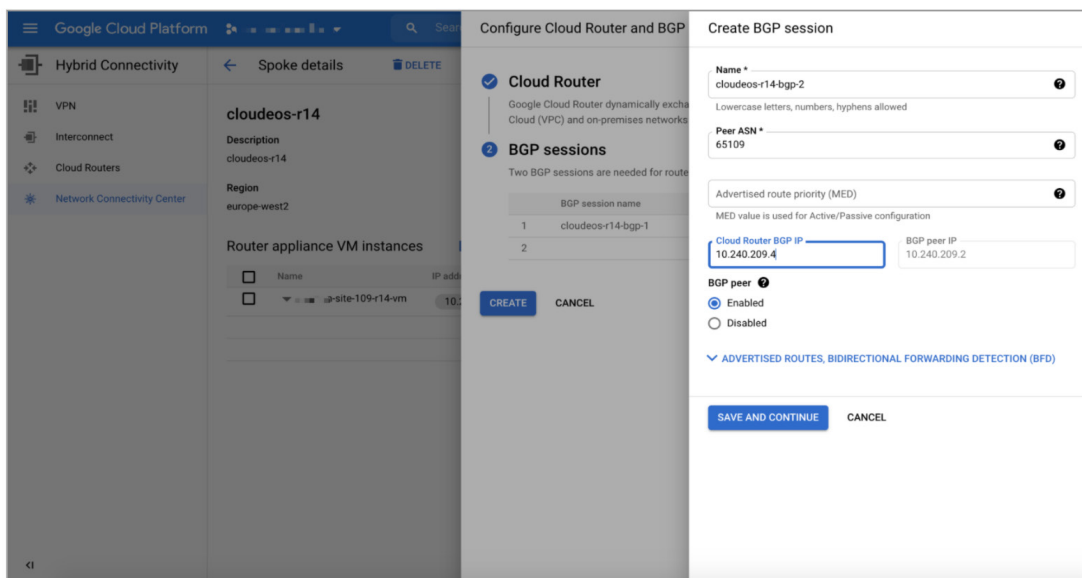 Google Cloud Platform
Sear
Hybrid Connectivity
VPN
Interconnect
Cloud Routers
Network Connectivity Center
Spoke details
DELETE
cloudeos-r14
Description
cloudeos-r14
Region
europe-west2
Router appliance VM instances
Name
IP addr
-site-109-r14-vm
10.2
Configure Cloud Router and BGP
Cloud Router
Google Cloud Router dynamically excha
Cloud (VPC) and on-premises networks
2 BGP sessions
Two BGP sessions are needed for route
BGP session name
1 cloudeos-r14-bgp-1
2
CREATE CANCEL
Create BGP session
Name *
cloudeos-r14-bgp-2
Lowercase letters, numbers, hyphens allowed
Peer ASN *
65109
Advertised route priority (MED)
MED value is used for Active/Passive configuration
Cloud Router BGP IP
10.240.209.4
BGP peer IP
10.240.209.2
BGP peer
Enabled
Disabled
ADVERTISED ROUTES, BIDIRECTIONAL FORWARDING DETECTION (BFD)
SAVE AND CONTINUE CANCEL